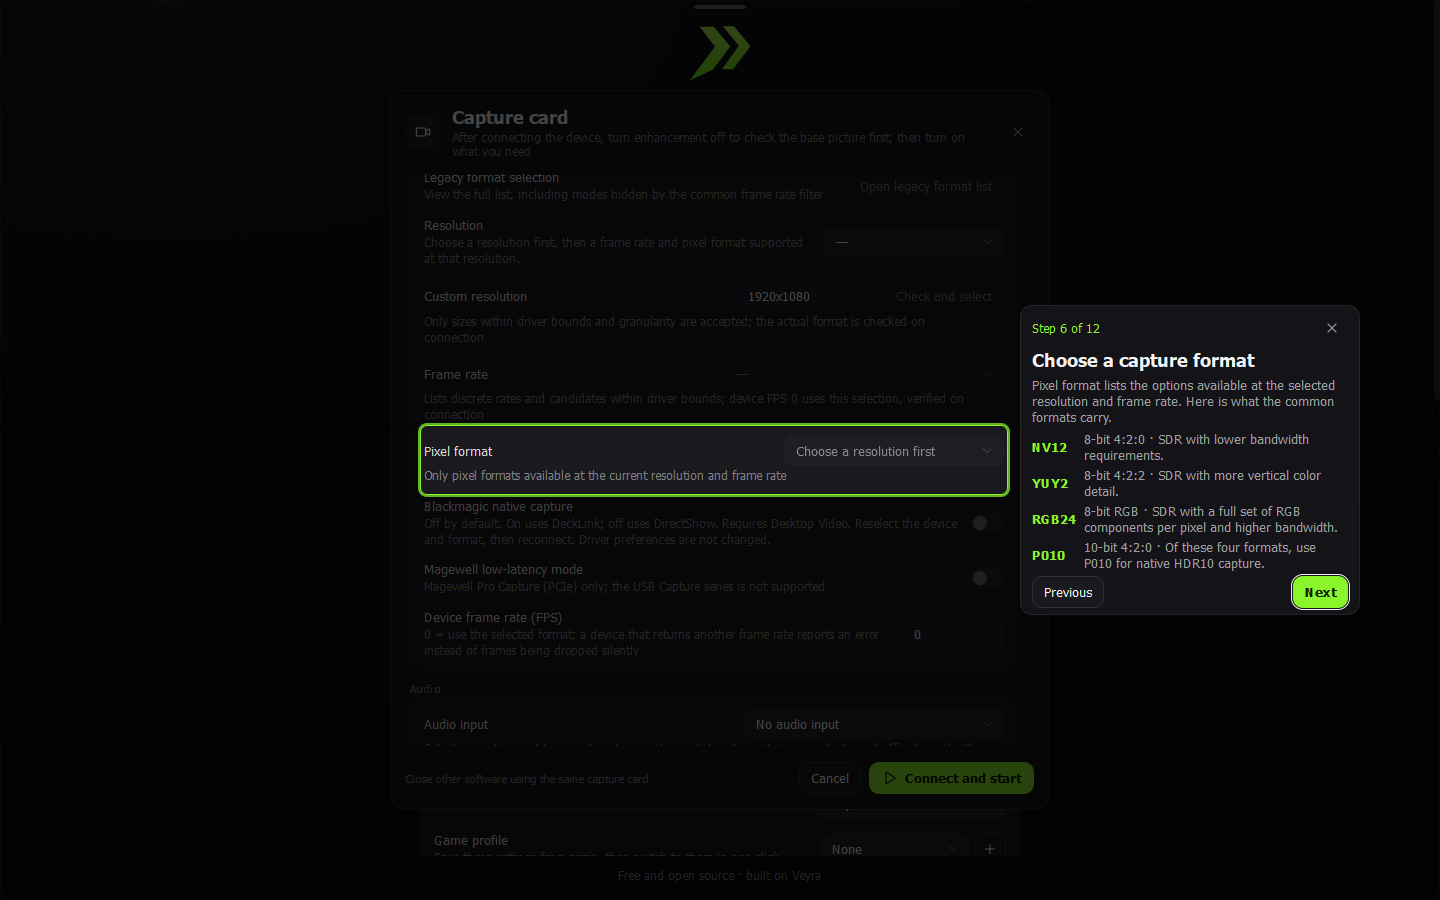 Capture card
After connecting the device, turn enhancement off to check the base picture first, then turn on
what you need
Legacy format selection
View the full list, including modes hidden by the common frame rate filter
Open legacy format list
Resolution
Choose a resolution first, then a frame rate and pixel format supported
at that resolution.
—
Custom resolution
1920x1080
Check and select
Only sizes within driver bounds and granularity are accepted; the actual format is checked on
connection
Frame rate
—
Lists discrete rates and candidates within driver bounds; device FPS 0 uses this selection, verified on
connection
Pixel format
Choose a resolution first
Only pixel formats available at the current resolution and frame rate
Blackmagic native capture
Off by default. On uses DeckLink; off uses DirectShow. Requires Desktop Video. Reselect the device
and format, then reconnect. Driver preferences are not changed.
Magewell low-latency mode
Magewell Pro Capture (PCIe) only; the USB Capture series is not supported
Device frame rate (FPS)
0 = use the selected format; a device that returns another frame rate reports an error
instead of frames being dropped silently
0
Audio
Audio input
No audio input
Close other software using the same capture card
Cancel
Connect and start
Game profile
None
Free and open source · built on Veyra
Step 6 of 12
Choose a capture format
Pixel format lists the options available at the selected
resolution and frame rate. Here is what the common
formats carry.
NV12
8-bit 4:2:0 · SDR with lower bandwidth
requirements.
YUY2
8-bit 4:2:2 · SDR with more vertical color
detail.
RGB24
8-bit RGB · SDR with a full set of RGB
components per pixel and higher bandwidth.
P010
10-bit 4:2:0 · Of these four formats, use
P010 for native HDR10 capture.
Previous
Next